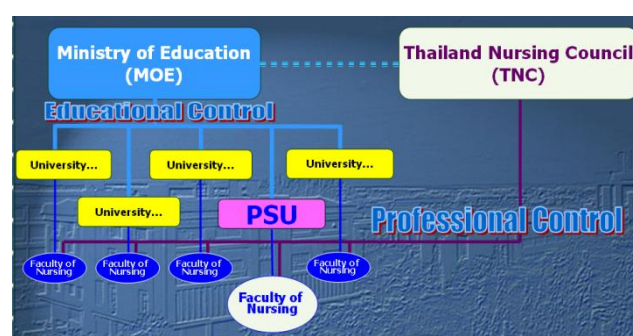 Ministry of Education
(MOE)
Thailand Nursing Council
(TNC)
Educational Control
University...
University...
University...
University...
PSU
Professional Control
Faculty of
Nursing
Faculty of
Nursing
Faculty of
Nursing
Faculty of
Nursing
Faculty of
Nursing